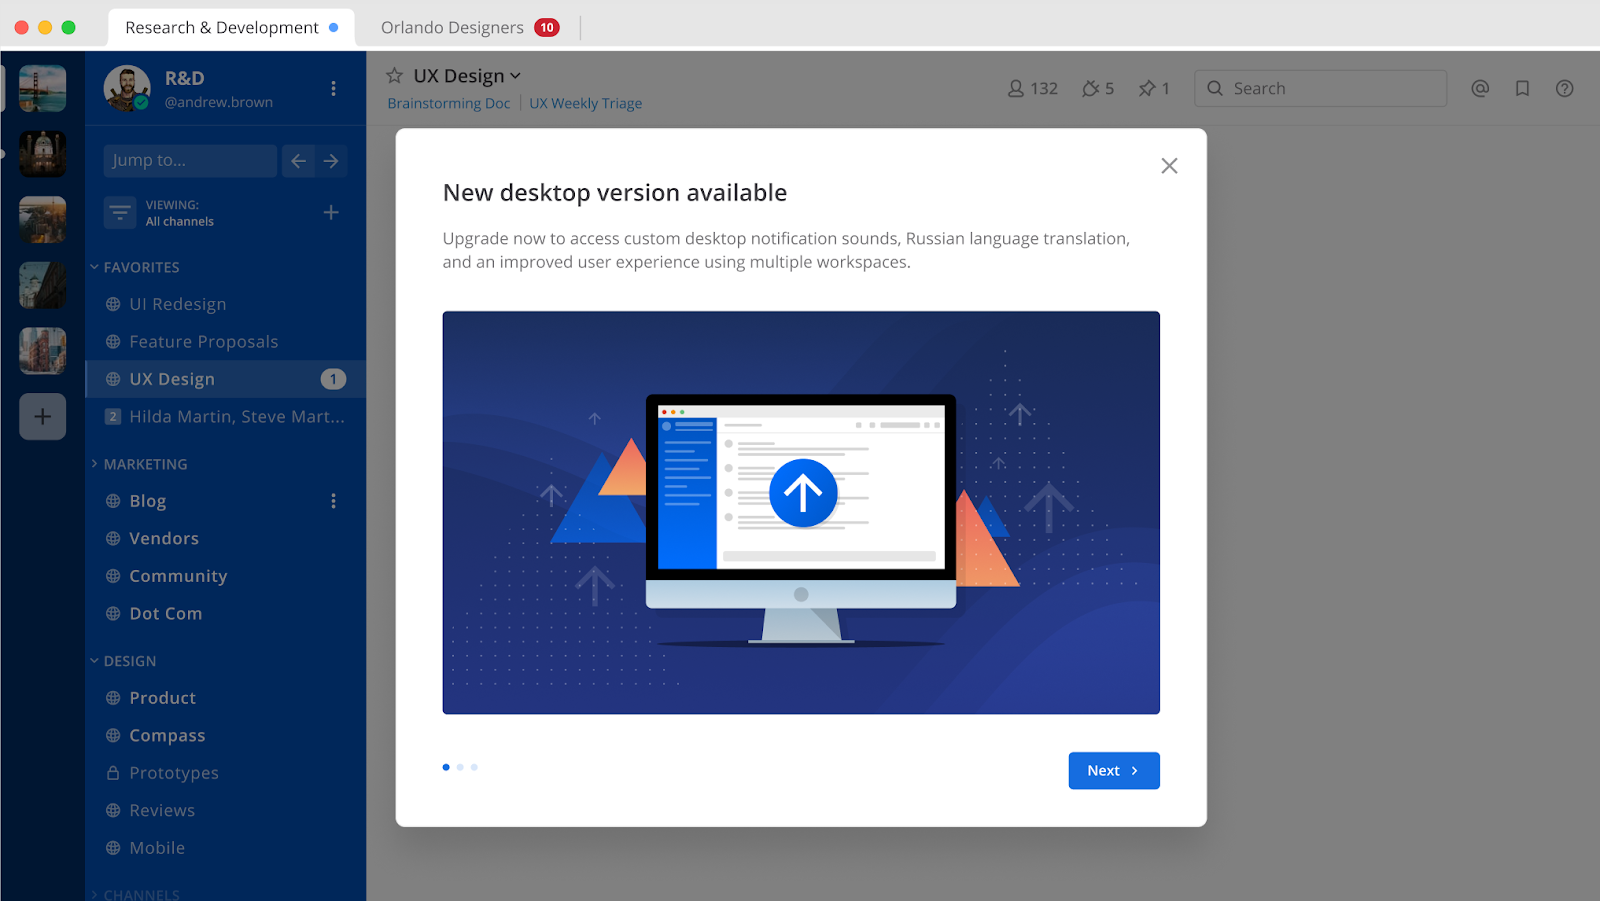 Research & Development
Orlando Designers 10
R&D
@andrew.brown
UX Design
Brainstorming Doc UX Weekly Triage
132 5 1
Search
Jump to...
VIEWING:
All channels
FAVORITES
UI Redesign
Feature Proposals
UX Design 1
2 Hilda Martin, Steve Mart...
MARKETING
Blog
Vendors
Community
Dot Com
DESIGN
Product
Compass
Prototypes
Reviews
Mobile
CHANNELS
New desktop version available
Upgrade now to access custom desktop notification sounds, Russian language translation,
and an improved user experience using multiple workspaces.
Next